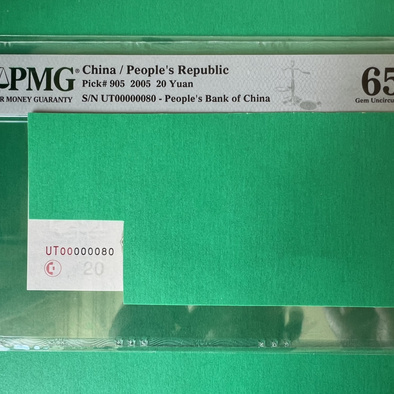 PMG® China / People's Republic
Pick# 905 2005 20 Yuan
R MONEY GUARANTY S/N UT00000080 - People's Bank of China
65
Gem Uncircu
UT00000080
20